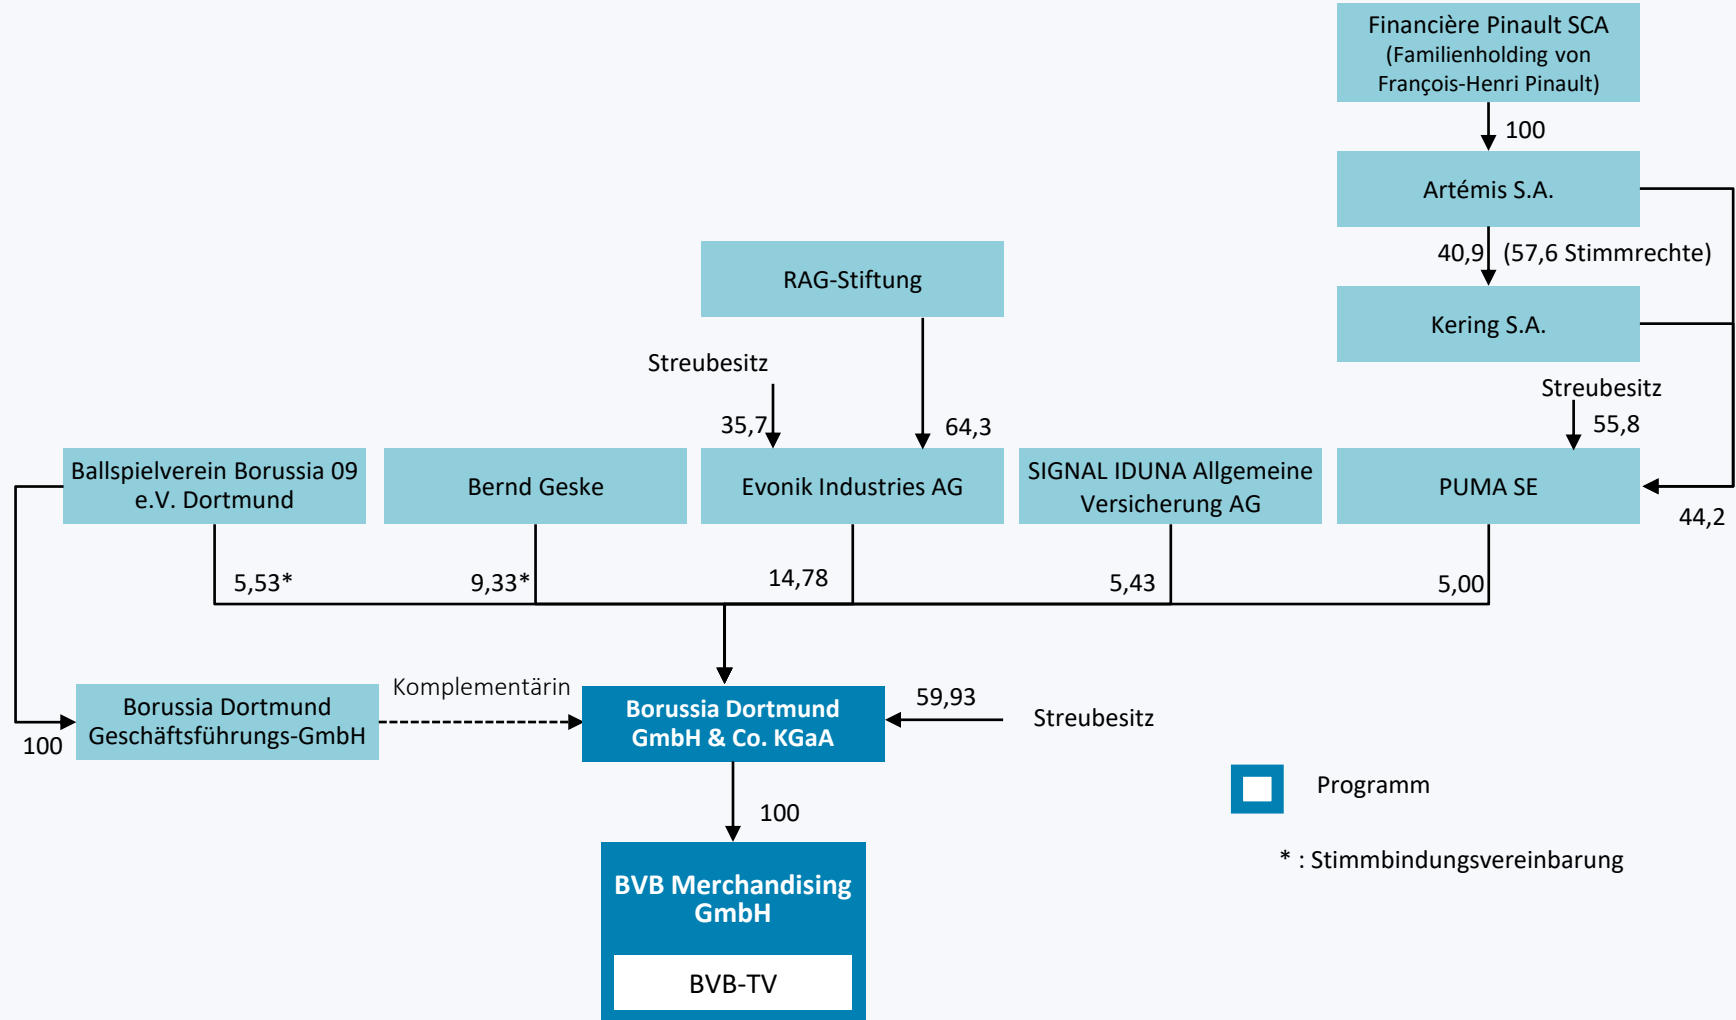 Financière Pinault SCA
(Familienholding von
François-Henri Pinault)
100
Artémis S.A.
40,9 (57,6 Stimmrechte)
RAG-Stiftung
Kering S.A.
Streubesitz
Streubesitz
35,7
64,3
55,8
Ballspielverein Borussia 09
e.V. Dortmund
Bernd Geske
Evonik Industries AG
SIGNAL IDUNA Allgemeine
Versicherung AG
PUMA SE
44,2
5,53*
9,33*
14,78
5,43
5,00
Komplementärin
Borussia Dortmund
Geschäftsführungs-GmbH
100
Borussia Dortmund
GmbH & Co. KGaA
59,93
Streubesitz
100
Programm
* : Stimmbindungsvereinbarung
BVB Merchandising
GmbH
BVB-TV